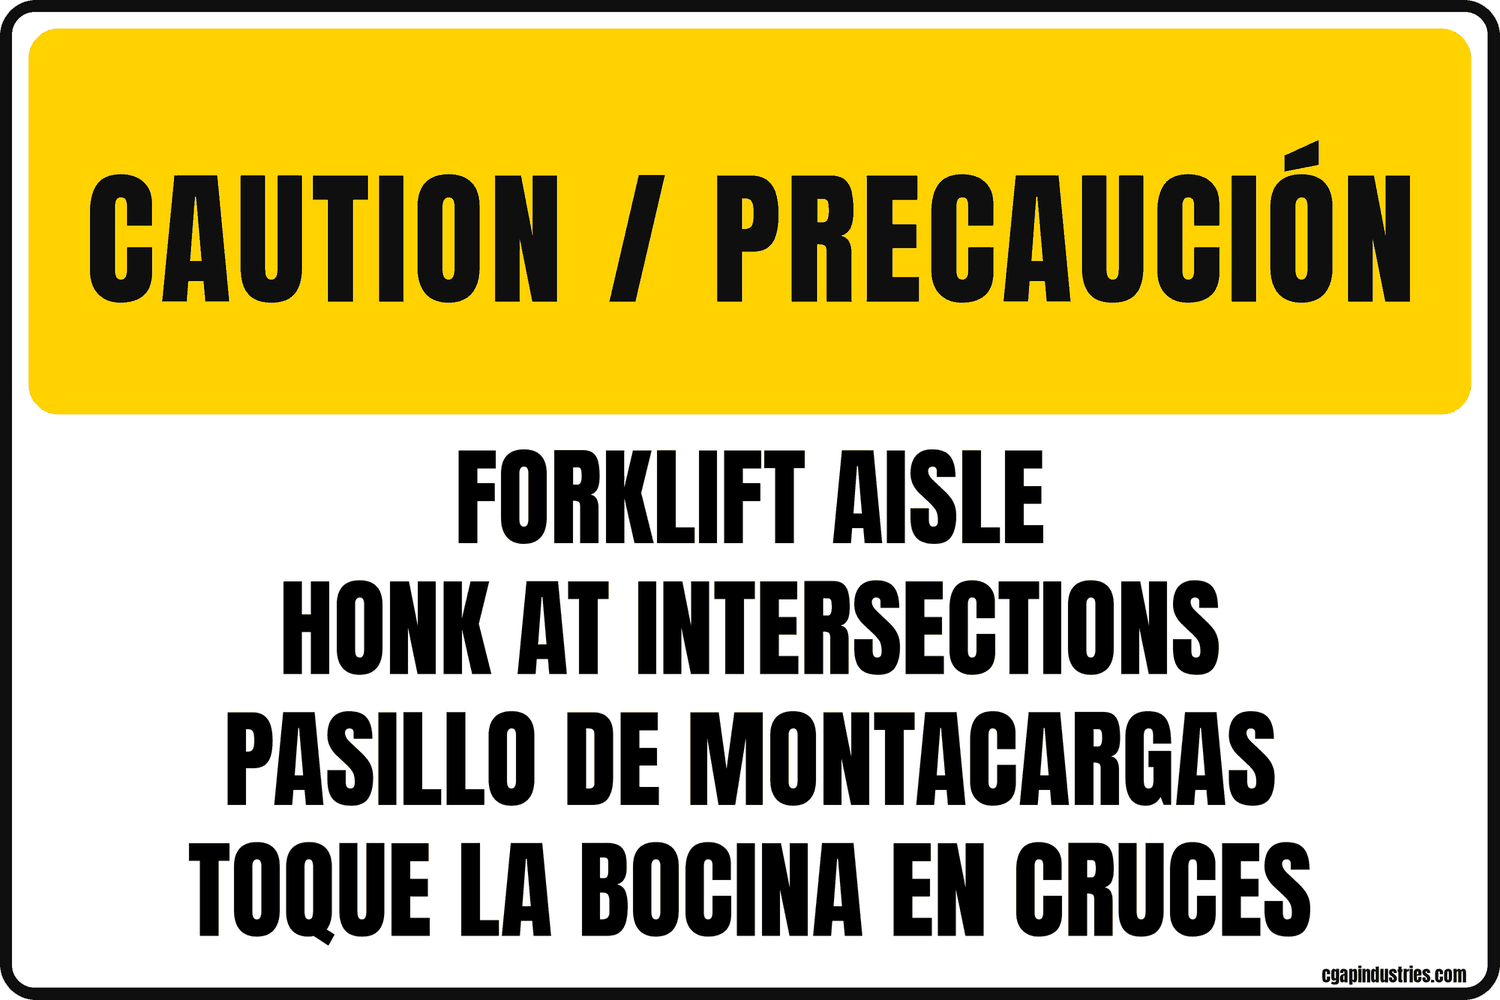 CAUTION / PRECAUCIÓN
FORKLIFT AISLE
HONK AT INTERSECTIONS
PASILLO DE MONTACARGAS
TOQUE LA BOCINA EN CRUCES
cgapindustries.com